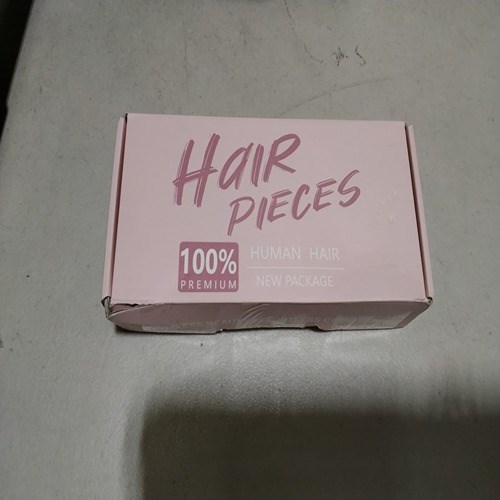 HaIR
PIECES
100%
PREMIUM
HUMAN HAIR
NEW PACKAGE